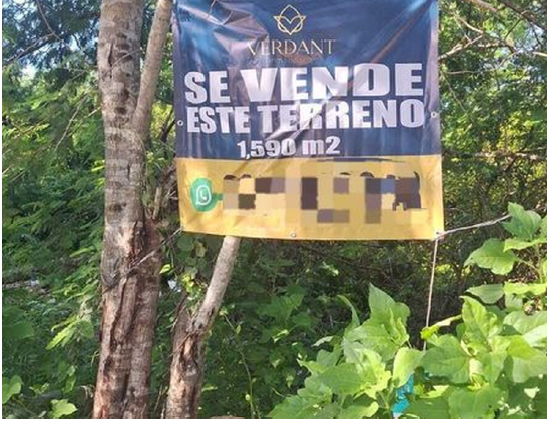 VERDANT
SE VENDE
ESTE TERRENO
1,590 m2